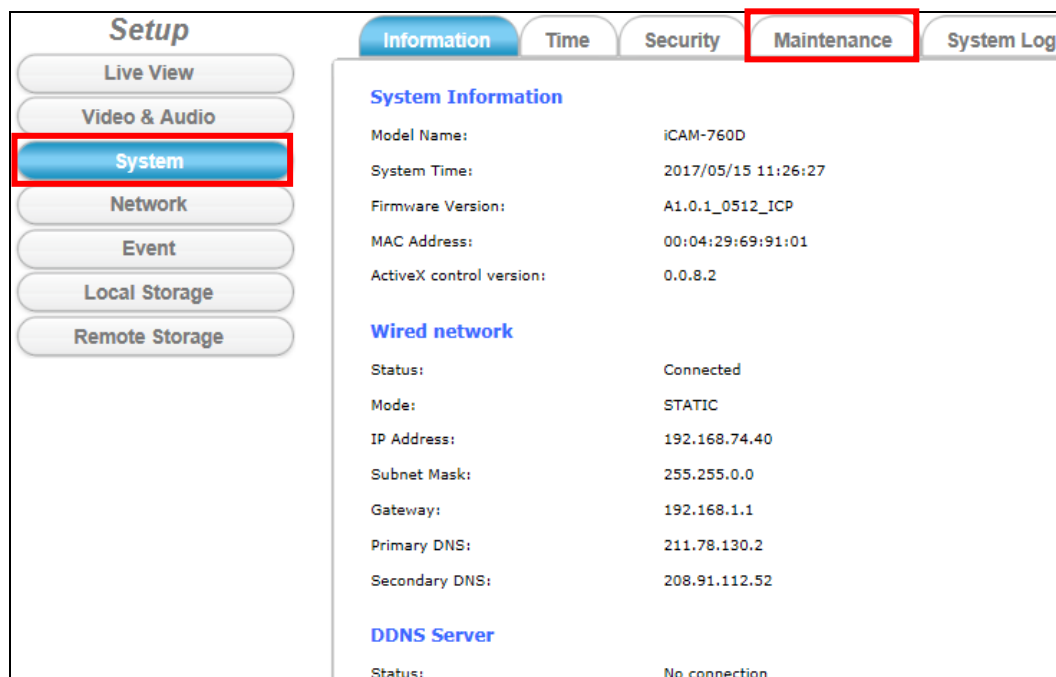 Setup
Live View
Video & Audio
System
Network
Event
Local Storage
Remote Storage
Information Time Security Maintenance System Log
System Information
Model Name: iCAM-760D
System Time: 2017/05/15 11:26:27
Firmware Version: A1.0.1_0512_ICP
MAC Address: 00:04:29:69:91:01
ActiveX control version: 0.0.8.2
Wired network
Status: Connected
Mode: STATIC
IP Address: 192.168.74.40
Subnet Mask: 255.255.0.0
Gateway: 192.168.1.1
Primary DNS: 211.78.130.2
Secondary DNS: 208.91.112.52
DDNS Server
Status: No connection